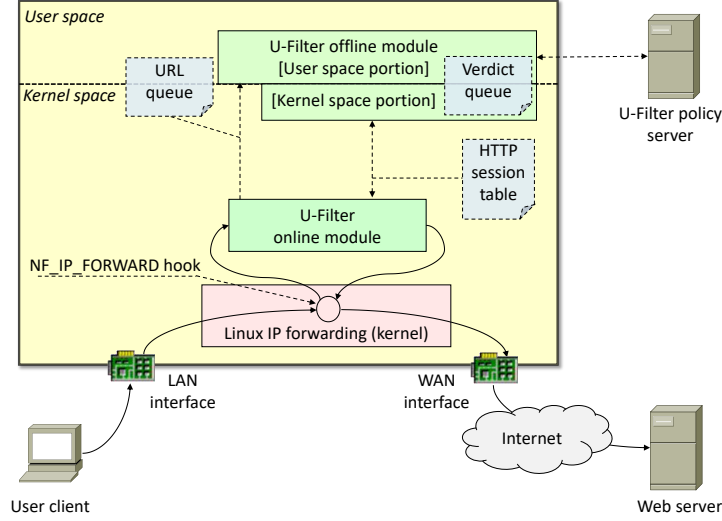 User space
U-Filter offline module
[User space portion]
URL
queue
Verdict
queue
Kernel space
[Kernel space portion]
U-Filter policy
server
HTTP
session
table
U-Filter
online module
NF_IP_FORWARD hook
Linux IP forwarding (kernel)
LAN
interface
WAN
interface
Internet
User client
Web server